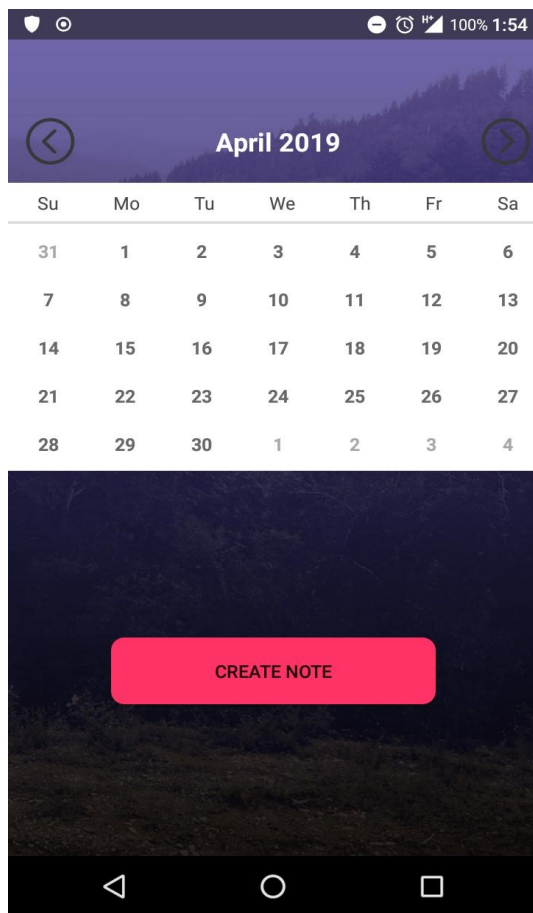 H+ 100% 1:54
April 2019
Su Mo Tu We Th Fr Sa
31 1 2 3 4 5 6
7 8 9 10 11 12 13
14 15 16 17 18 19 20
21 22 23 24 25 26 27
28 29 30 1 2 3 4
CREATE NOTE